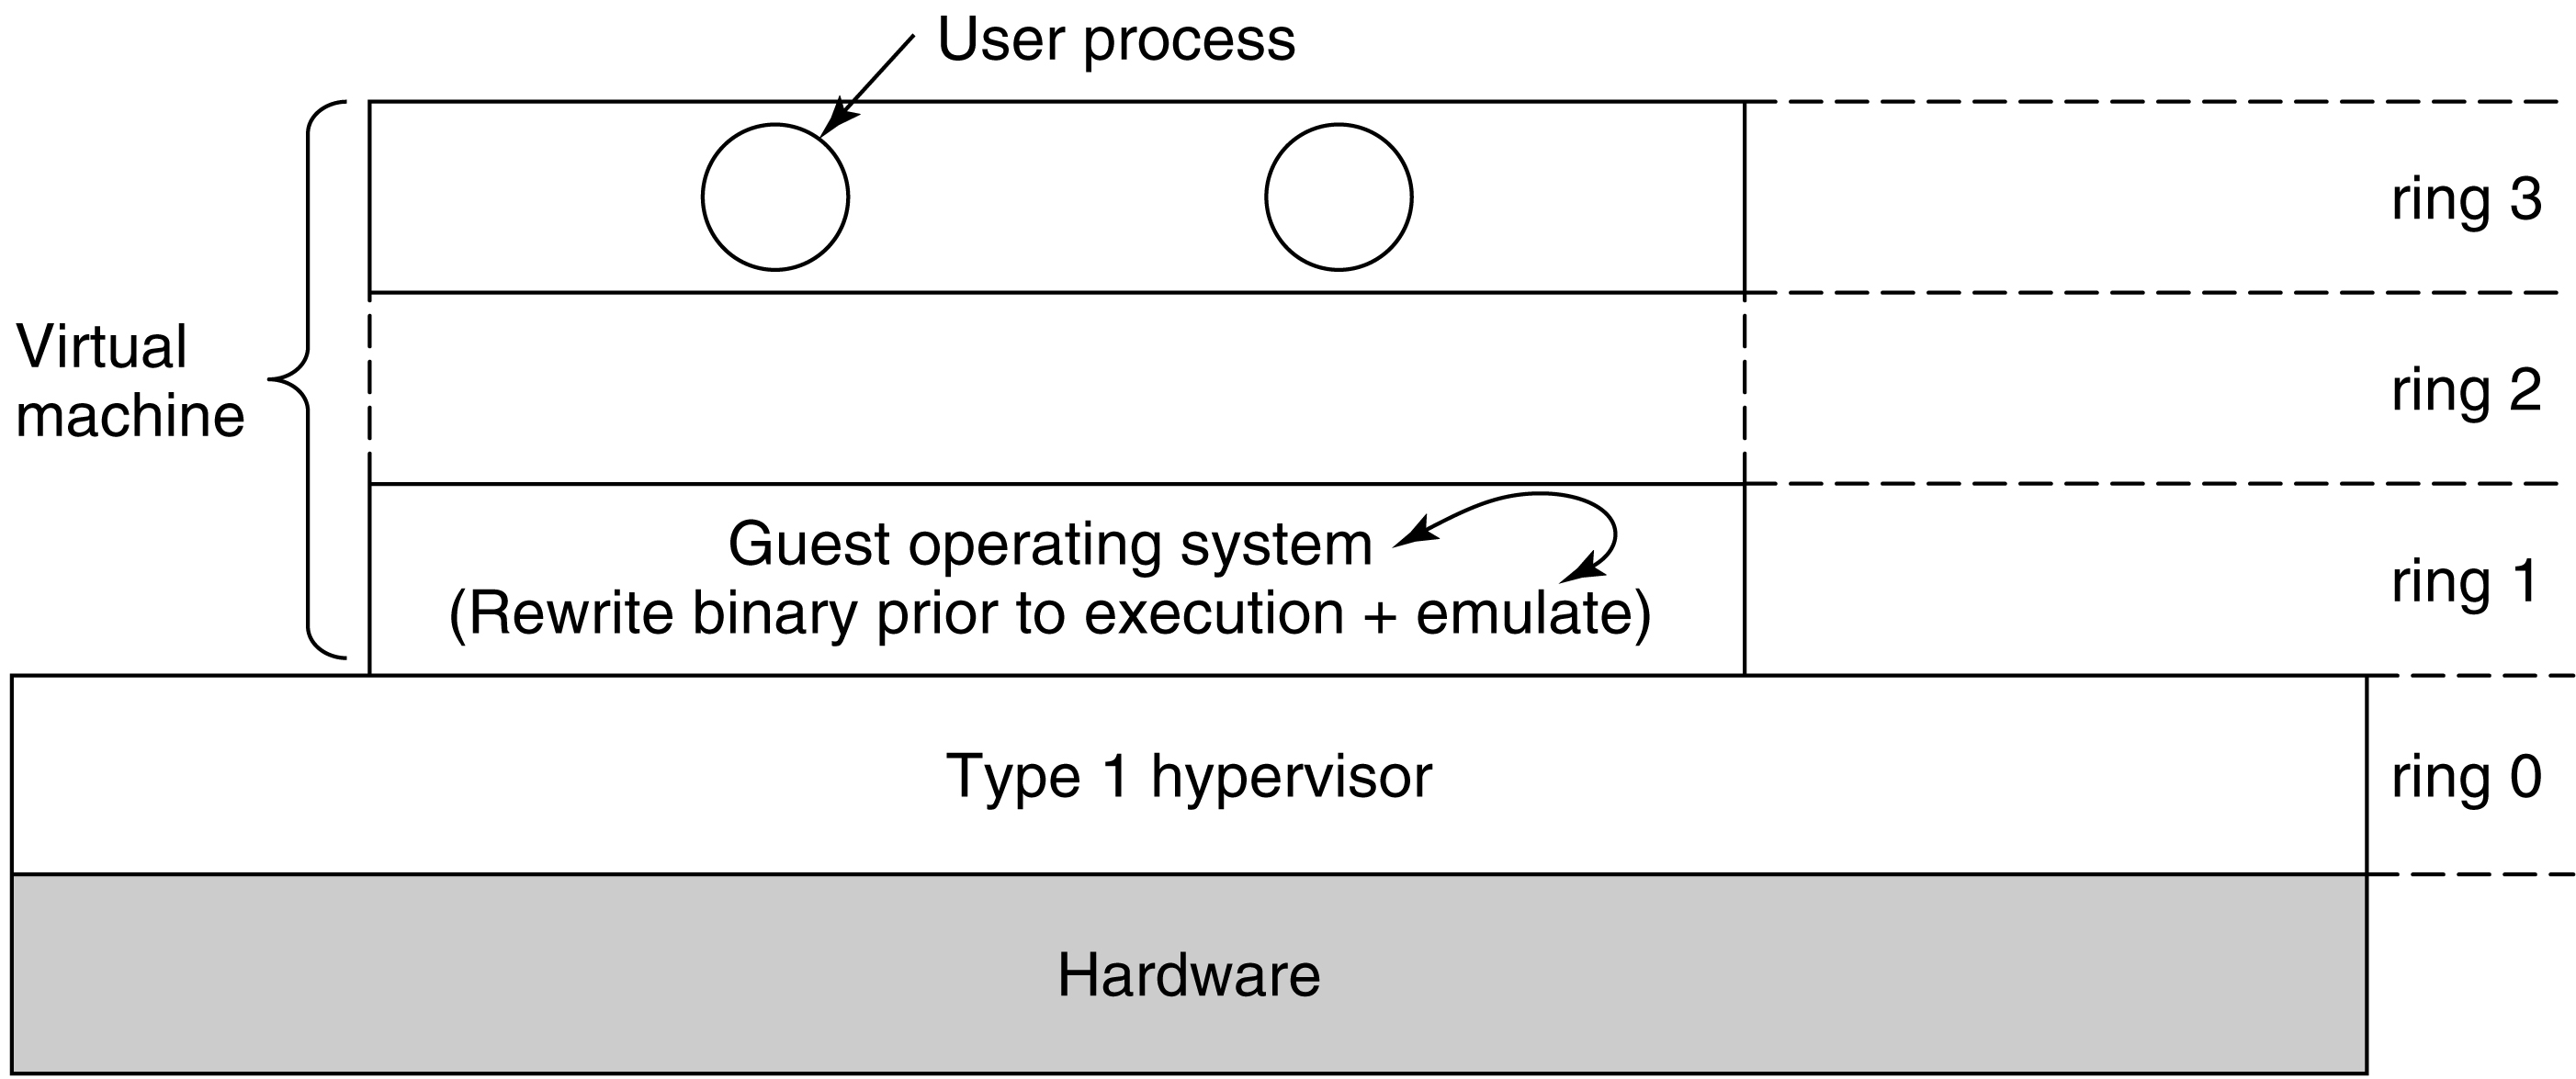 User process
ring 3
Virtual
machine
ring 2
Guest operating system
(Rewrite binary prior to execution + emulate)
ring 1
Type 1 hypervisor
ring 0
Hardware